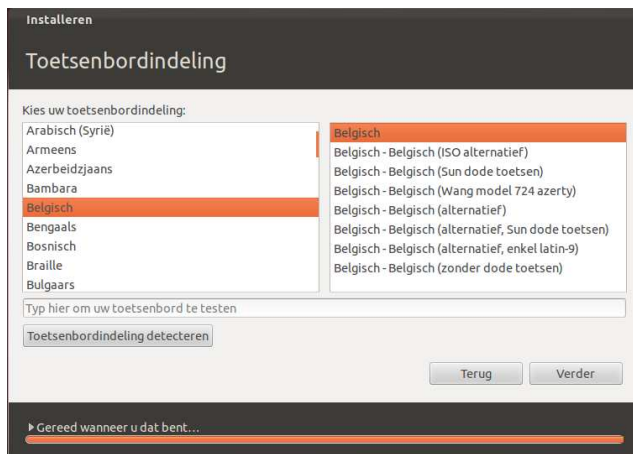 Installeren
Toetsenbordindeling
Kies uw toetsenbordindeling:
Arabisch (Syrië)
Armeens
Azerbeidzjaans
Bambara
Belgisch
Bengaals
Bosnisch
Braille
Bulgaars
Belgisch
Belgisch - Belgisch (ISO alternatief)
Belgisch - Belgisch (Sun dode toetsen)
Belgisch - Belgisch (Wang model 724 azerty)
Belgisch - Belgisch (alternatief)
Belgisch - Belgisch (alternatief, Sun dode toetsen)
Belgisch - Belgisch (alternatief, enkel latin-9)
Belgisch - Belgisch (zonder dode toetsen)
Typ hier om uw toetsenbord te testen
Toetsenbordindeling detecteren
Terug
Verder
Gereed wanneer u dat bent...